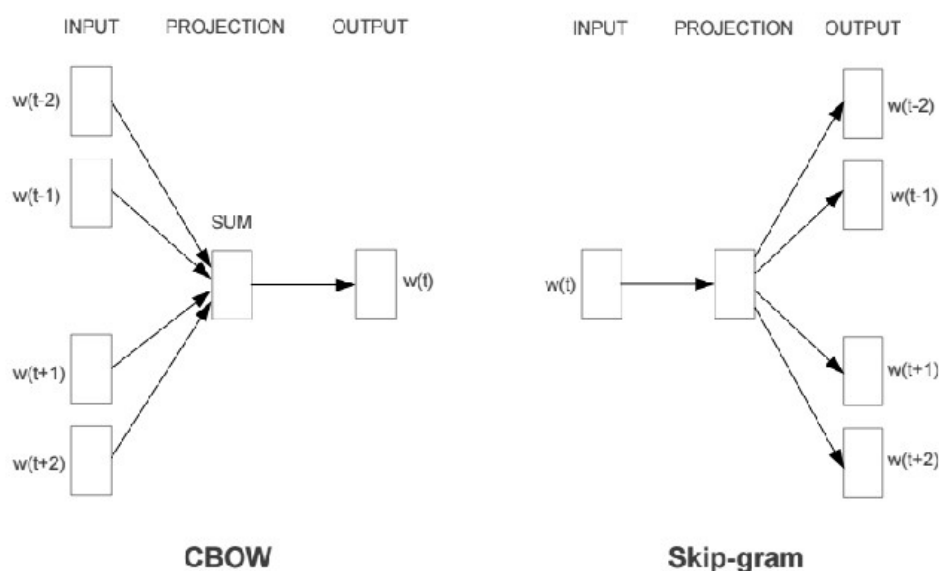 INPUT PROJECTION OUTPUT
w(t-2)
w(t-1)
SUM
w(t)
w(t+1)
w(t+2)
CBOW
INPUT PROJECTION OUTPUT
w(t-2)
w(t-1)
w(t)
w(t+1)
w(t+2)
Skip-gram